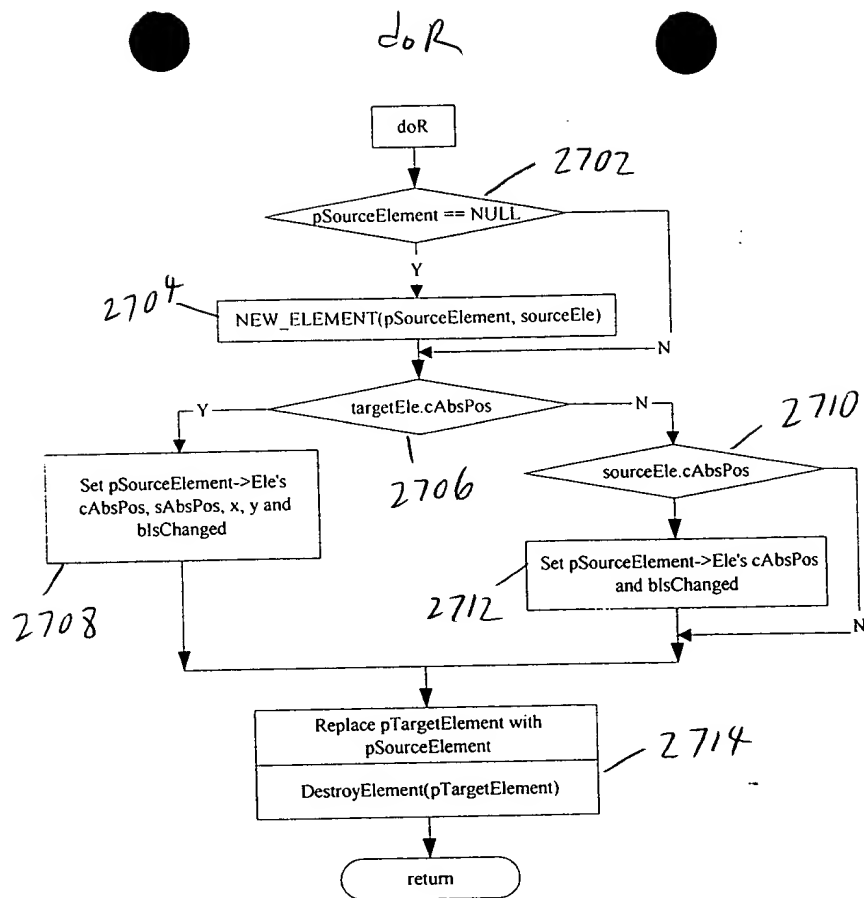 doR
doR
2702
pSourceElement == NULL
Y
2704
NEW_ELEMENT(pSourceElement, sourceEle)
N
Y
targetEle.cAbsPos
N
2710
2706
sourceEle.cAbsPos
Set pSourceElement->Ele's
cAbsPos, sAbsPos, x, y and
bIsChanged
2708
Set pSourceElement->Ele's cAbsPos
and bIsChanged
2712
N
Replace pTargetElement with
pSourceElement
2714
DestroyElement(pTargetElement)
return